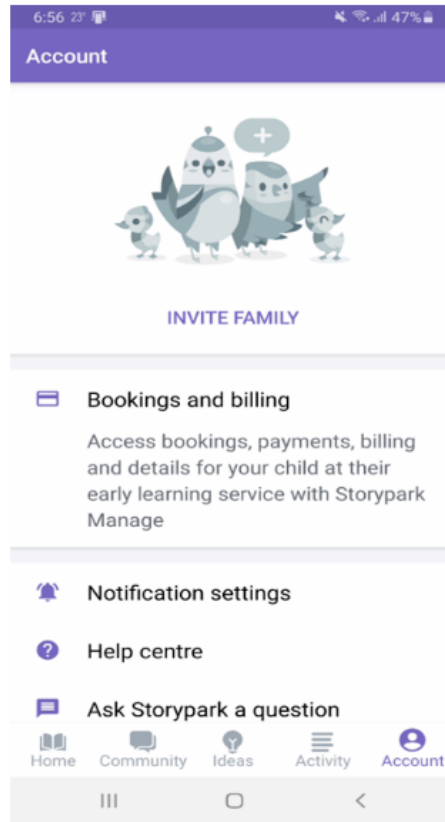 6:56 23° 47%
Account
INVITE FAMILY
Bookings and billing
Access bookings, payments, billing
and details for your child at their
early learning service with Storypark
Manage
Notification settings
Help centre
Ask Storypark a question
Home Community Ideas Activity Account